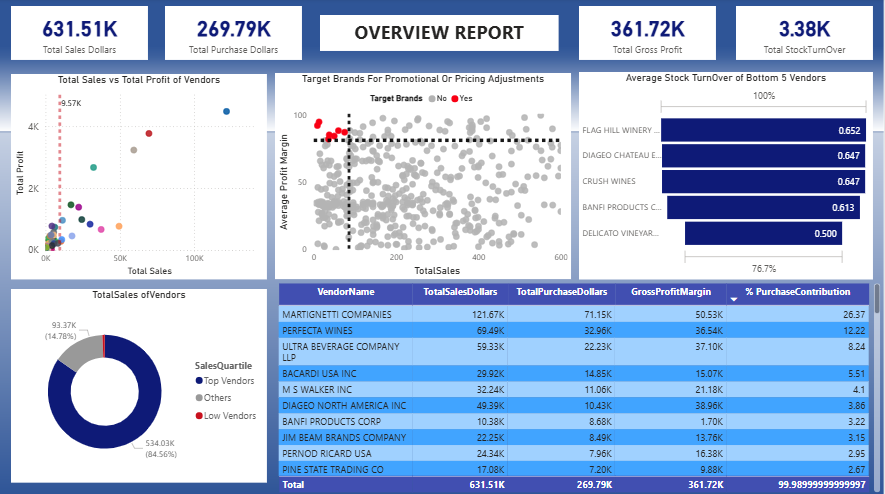 631.51K
Total Sales Dollars
269.79K
Total Purchase Dollars
OVERVIEW REPORT
361.72K
Total Gross Profit
3.38K
Total StockTurnOver
Total Sales vs Total Profit of Vendors
9.57K
4K
2K
0K
Total Profit
0K 50K 100K
Total Sales
Target Brands For Promotional Or Pricing Adjustments
Target Brands No Yes
100
50
0
Average Profit Margin
0 200 400 600
TotalSales
Average Stock TurnOver of Bottom 5 Vendors
100%
FLAG HILL WINERY ... 0.652
DIAGEO CHATEAU E... 0.647
CRUSH WINES 0.647
BANFI PRODUCTS C... 0.613
DELICATO VINEYAR... 0.500
76.7%
TotalSales ofVendors
93.37K
(14.78%)
534.03K
(84.56%)
SalesQuartile
Top Vendors
Others
Low Vendors
VendorName TotalSalesDollars TotalPurchaseDollars GrossProfitMargin % PurchaseContribution
MARTIGNETTI COMPANIES 121.67K 71.15K 50.53K 26.37
PERFECTA WINES 69.49K 32.96K 36.54K 12.22
ULTRA BEVERAGE COMPANY 59.33K 22.23K 37.10K 8.24
LLP
BACARDI USA INC 29.92K 14.85K 15.07K 5.51
M S WALKER INC 32.24K 11.06K 21.18K 4.1
DIAGEO NORTH AMERICA INC 49.39K 10.43K 38.96K 3.86
BANFI PRODUCTS CORP 10.38K 8.68K 1.70K 3.22
JIM BEAM BRANDS COMPANY 22.25K 8.49K 13.76K 3.15
PERNOD RICARD USA 24.34K 7.96K 16.38K 2.95
PINE STATE TRADING CO 17.08K 7.20K 9.88K 2.67
Total 631.51K 269.79K 361.72K 99.98999999999997